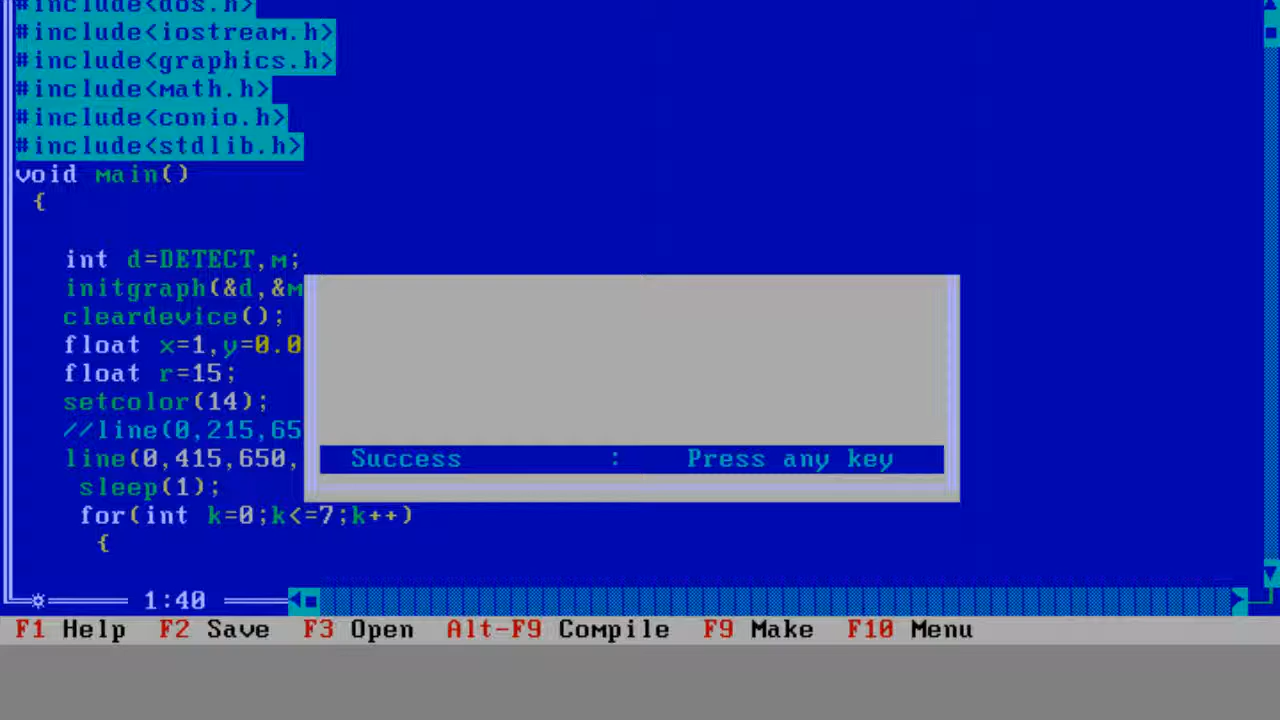 #include<dos.h>
#include<iostream.h>
#include<graphics.h>
#include<math.h>
#include<conio.h>
#include<stdlib.h>
void main()
{
int d=DETECT,m;
initgraph(&d,&m
cleardevice();
float x=1,y=0.0
float r=15;
setcolor(14);
//line(0,215,65
line(0,415,650,
Success : Press any key
sleep(1);
for(int k=0;k<=7;k++)
{
1:40
F1 Help F2 Save F3 Open Alt-F9 Compile F9 Make F10 Menu